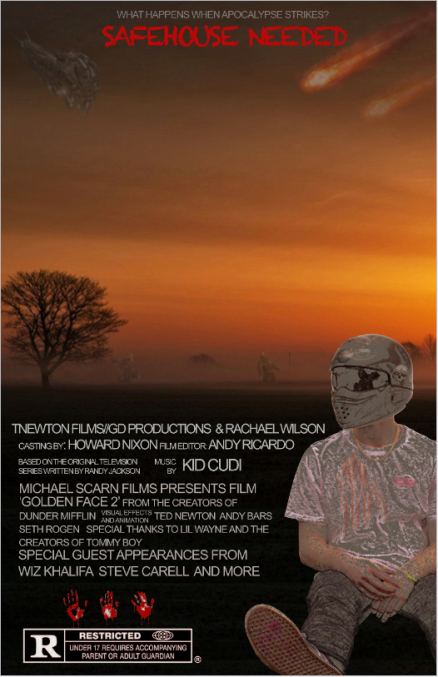 WHAT HAPPENS WHEN APOCALYPSE STRIKES?
SAFEHOUSE NEEDED
TNEWTON FILMS//GD PRODUCTIONS & RACHAEL WILSON
CASTING BY: HOWARD NIXON FILM EDITOR: ANDY RICARDO
BASED ON THE ORIGINAL TELEVISION
SERIES WRITTEN BY RANDY JACKSON
MUSIC
BY
KID CUDI
MICHAEL SCARN FILMS PRESENTS FILM
'GOLDEN FACE 2' FROM THE CREATORS OF
DUNDER MIFFLIN VISUAL EFFECTS AND ANIMATION TED NEWTON ANDY BARS
SETH ROGEN SPECIAL THANKS TO LIL WAYNE AND THE
CREATORS OF TOMMY BOY
SPECIAL GUEST APPEARANCES FROM
WIZ KHALIFA STEVE CARELL AND MORE
R
RESTRICTED
UNDER 17 REQUIRES ACCOMPANYING
PARENT OR ADULT GUARDIAN
®